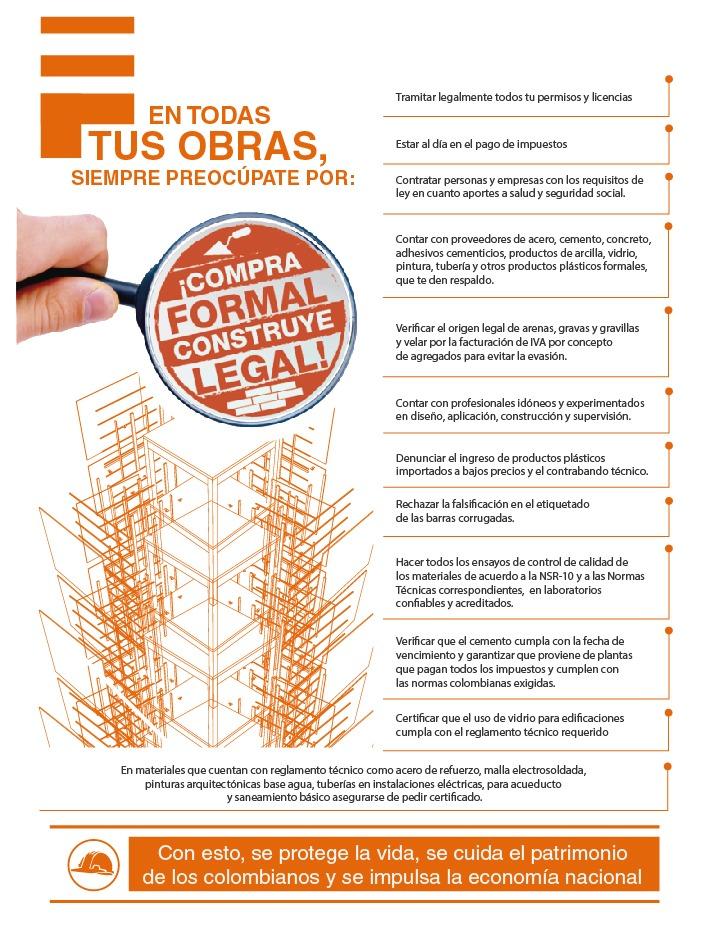 EN TODAS
TUS OBRAS,
SIEMPRE PREOCÚPATE POR:
¡COMPRA
FORMAL
CONSTRUYE
LEGAL!
Tramitar legalmente todos tu permisos y licencias
Estar al día en el pago de impuestos
Contratar personas y empresas con los requisitos de
ley en cuanto aportes a salud y seguridad social.
Contar con proveedores de acero, cemento, concreto,
adhesivos cementicios, productos de arcilla, vidrio,
pintura, tubería y otros productos plásticos formales,
que te den respaldo.
Verificar el origen legal de arenas, gravas y gravillas
y velar por la facturación de IVA por concepto
de agregados para evitar la evasión.
Contar con profesionales idóneos y experimentados
en diseño, aplicación, construcción y supervisión.
Denunciar el ingreso de productos plásticos
importados a bajos precios y el contrabando técnico.
Rechazar la falsificación en el etiquetado
de las barras corrugadas.
Hacer todos los ensayos de control de calidad de
los materiales de acuerdo a la NSR-10 y a las Normas
Técnicas correspondientes, en laboratorios
confiables y acreditados.
Verificar que el cemento cumpla con la fecha de
vencimiento y garantizar que proviene de plantas
que pagan todos los impuestos y cumplen con
las normas colombianas exigidas.
Certificar que el uso de vidrio para edificaciones
cumpla con el reglamento técnico requerido
En materiales que cuentan con reglamento técnico como acero de refuerzo, malla electrosoldada,
pinturas arquitectónicas base agua, tuberías en instalaciones eléctricas, para acueducto
y saneamiento básico asegurarse de pedir certificado.
Con esto, se protege la vida, se cuida el patrimonio
de los colombianos y se impulsa la economía nacional